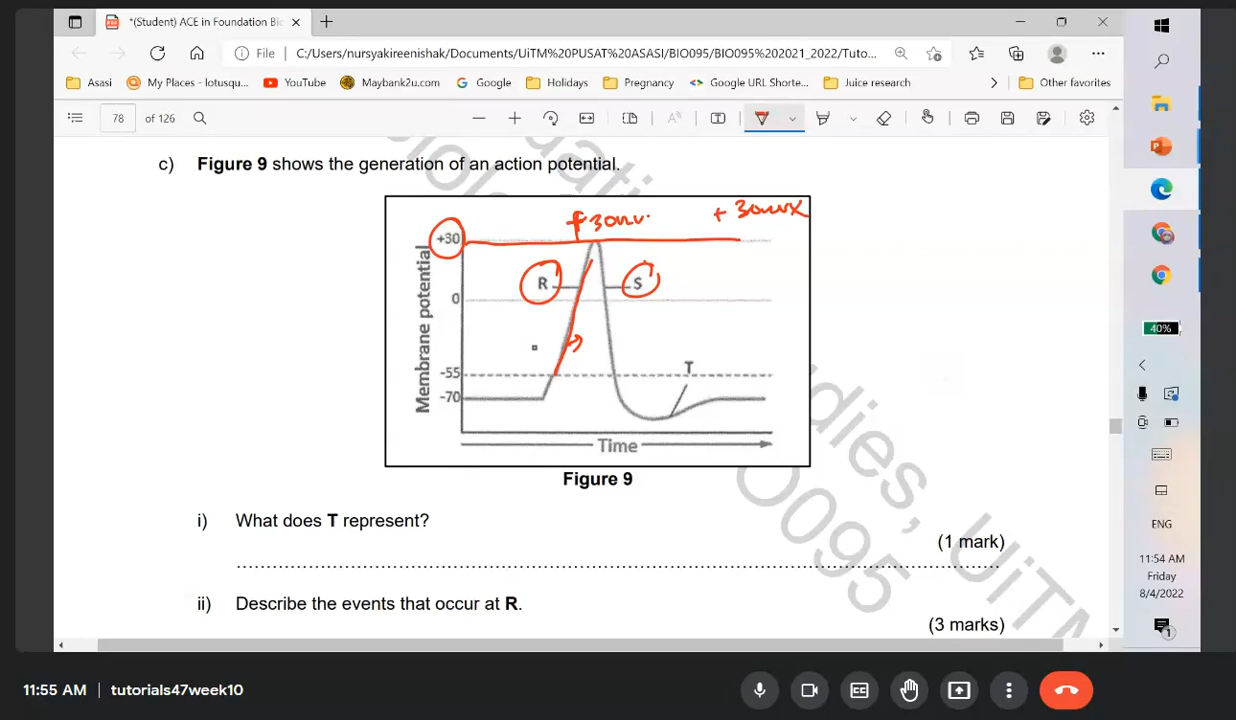 *(Student) ACE in Foundation Bi
File
C:/Users/nursyakireenishak/Documents/UiTM%20PUSAT%20ASASI/BIO095/BIO095%202021_2022/Tuto...
Asasi
My Places - lotusqu...
YouTube
Maybank2u.com
Google
Holidays
Pregnancy
Google URL Shorte...
Juice research
Other favorites
78 of 126
c) Figure 9 shows the generation of an action potential.
+30
0
-55
-70
Membrane potential
R
S
T
Time
Figure 9
i) What does T represent?
(1 mark)
ii) Describe the events that occur at R.
(3 marks)
40%
ENG
11:54 AM
Friday
8/4/2022
1
11:55 AM | tutorials47week10
CC